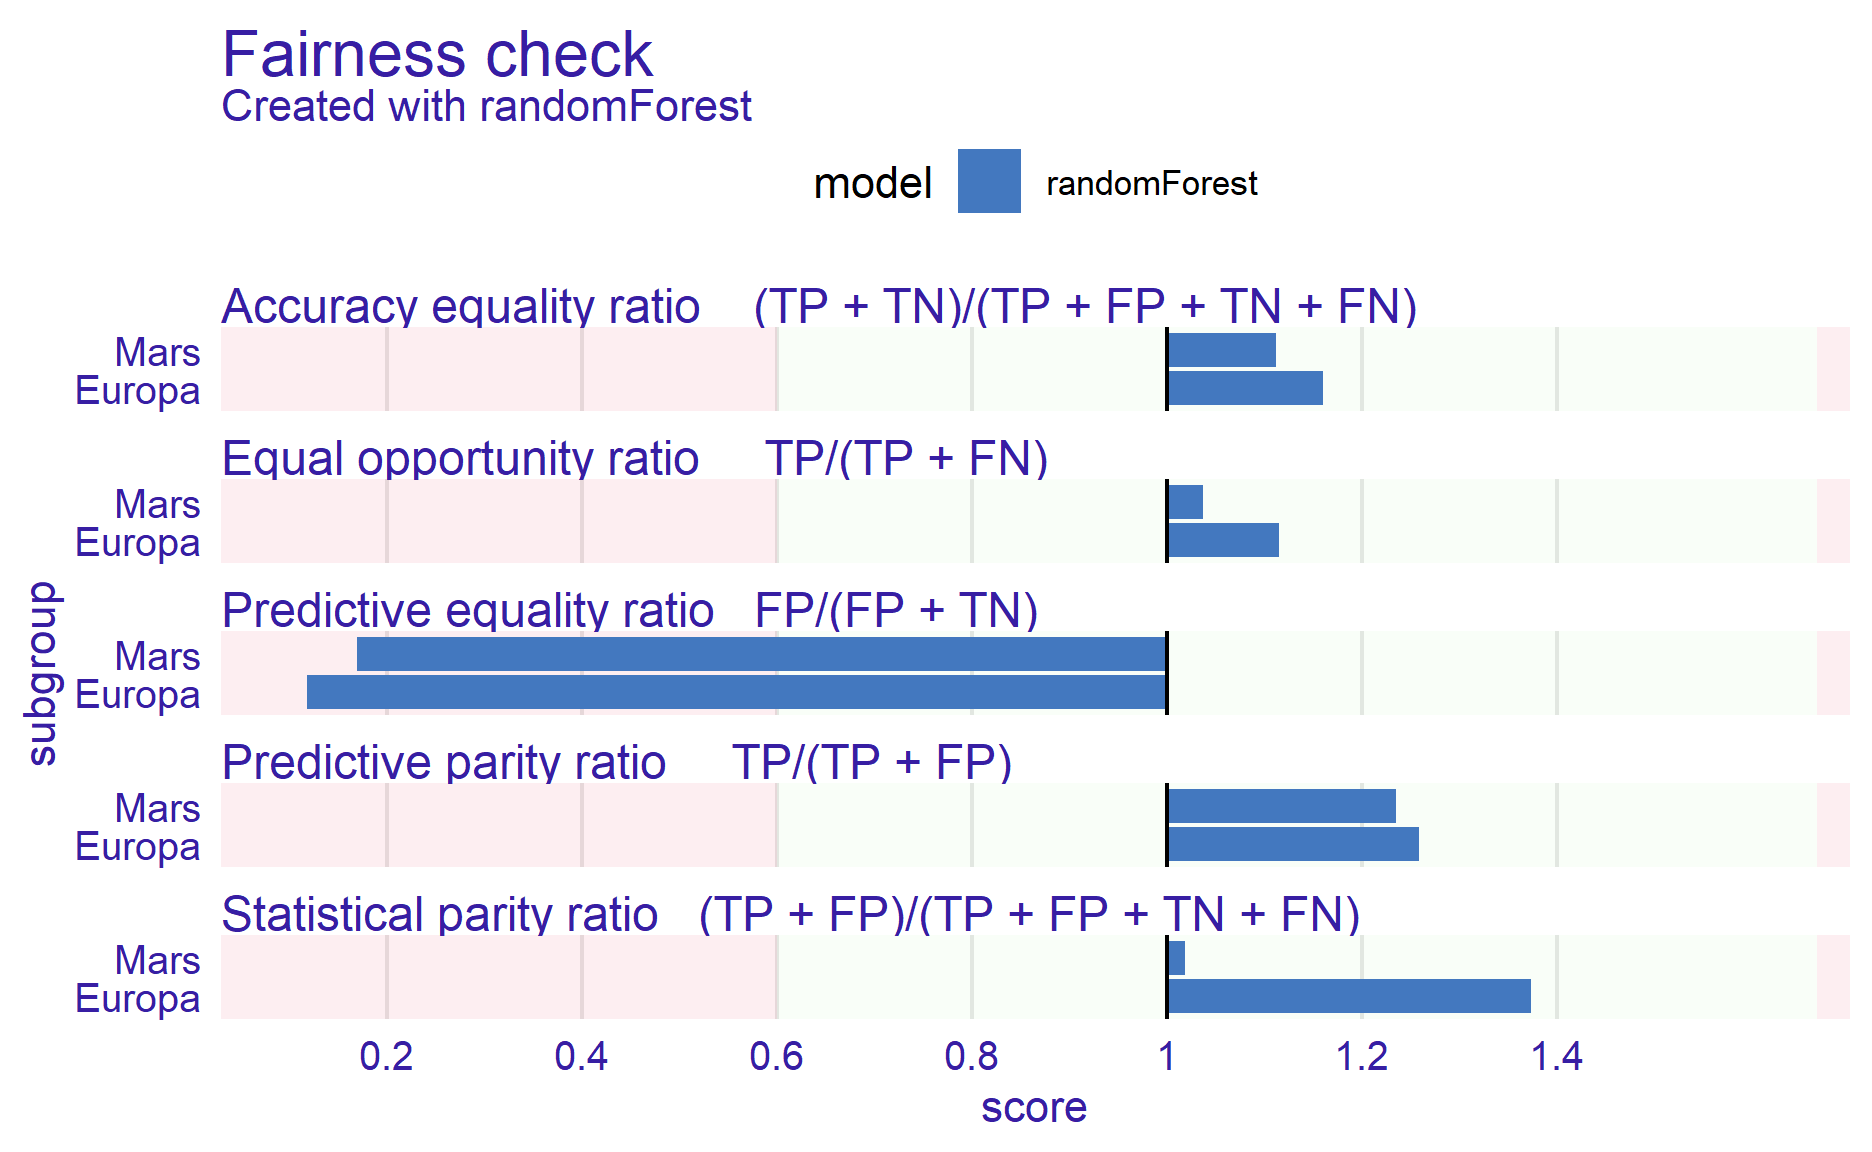 Fairness check
Created with randomForest
model randomForest
Accuracy equality ratio (TP + TN)/(TP + FP + TN + FN)
Mars
Europa
Equal opportunity ratio TP/(TP + FN)
Mars
Europa
Predictive equality ratio FP/(FP + TN)
Mars
Europa
Predictive parity ratio TP/(TP + FP)
Mars
Europa
Statistical parity ratio (TP + FP)/(TP + FP + TN + FN)
Mars
Europa
subgroup
0.2 0.4 0.6 0.8 1 1.2 1.4
score